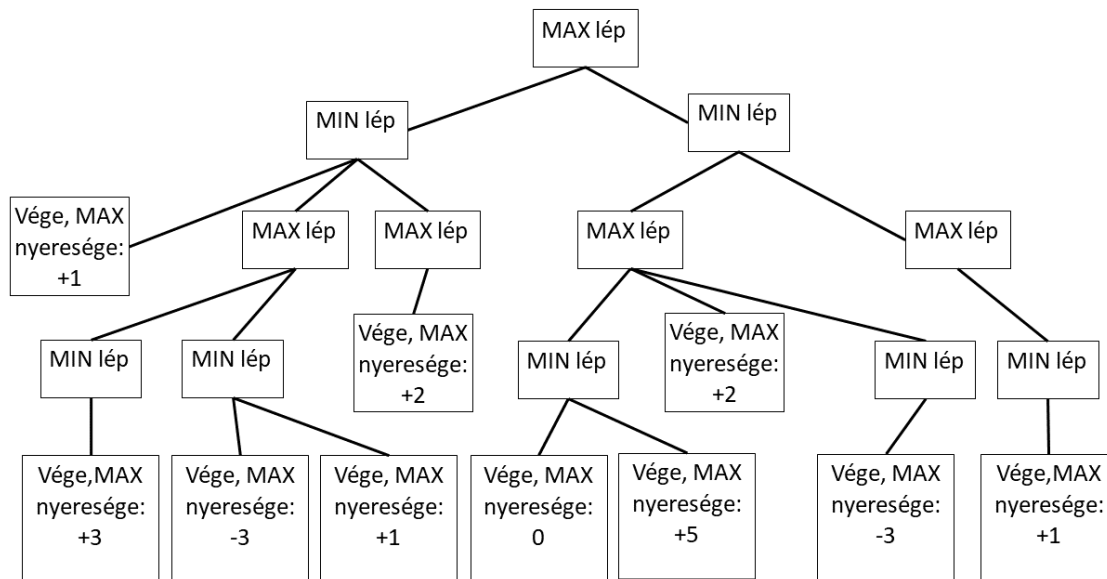 MAX lép
MIN lép
MIN lép
Vége, MAX
nyeresége:
+1
MAX lép
MAX lép
MAX lép
MAX lép
MIN lép
MIN lép
Vége, MAX
nyeresége:
+2
MIN lép
Vége, MAX
nyeresége:
+2
MIN lép
MIN lép
Vége,MAX
nyeresége:
+3
Vége, MAX
nyeresége:
-3
Vége, MAX
nyeresége:
+1
Vége, MAX
nyeresége:
0
Vége, MAX
nyeresége:
+5
Vége, MAX
nyeresége:
-3
Vége,MAX
nyeresége:
+1